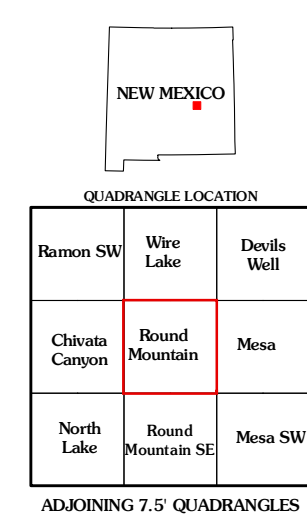 NEW MEXICO
QUADRANGLE LOCATION
Ramon SW
Wire
Lake
Devils
Well
Chivata
Canyon
Round
Mountain
Mesa
North
Lake
Round
Mountain SE
Mesa SW
ADJOINING 7.5' QUADRANGLES